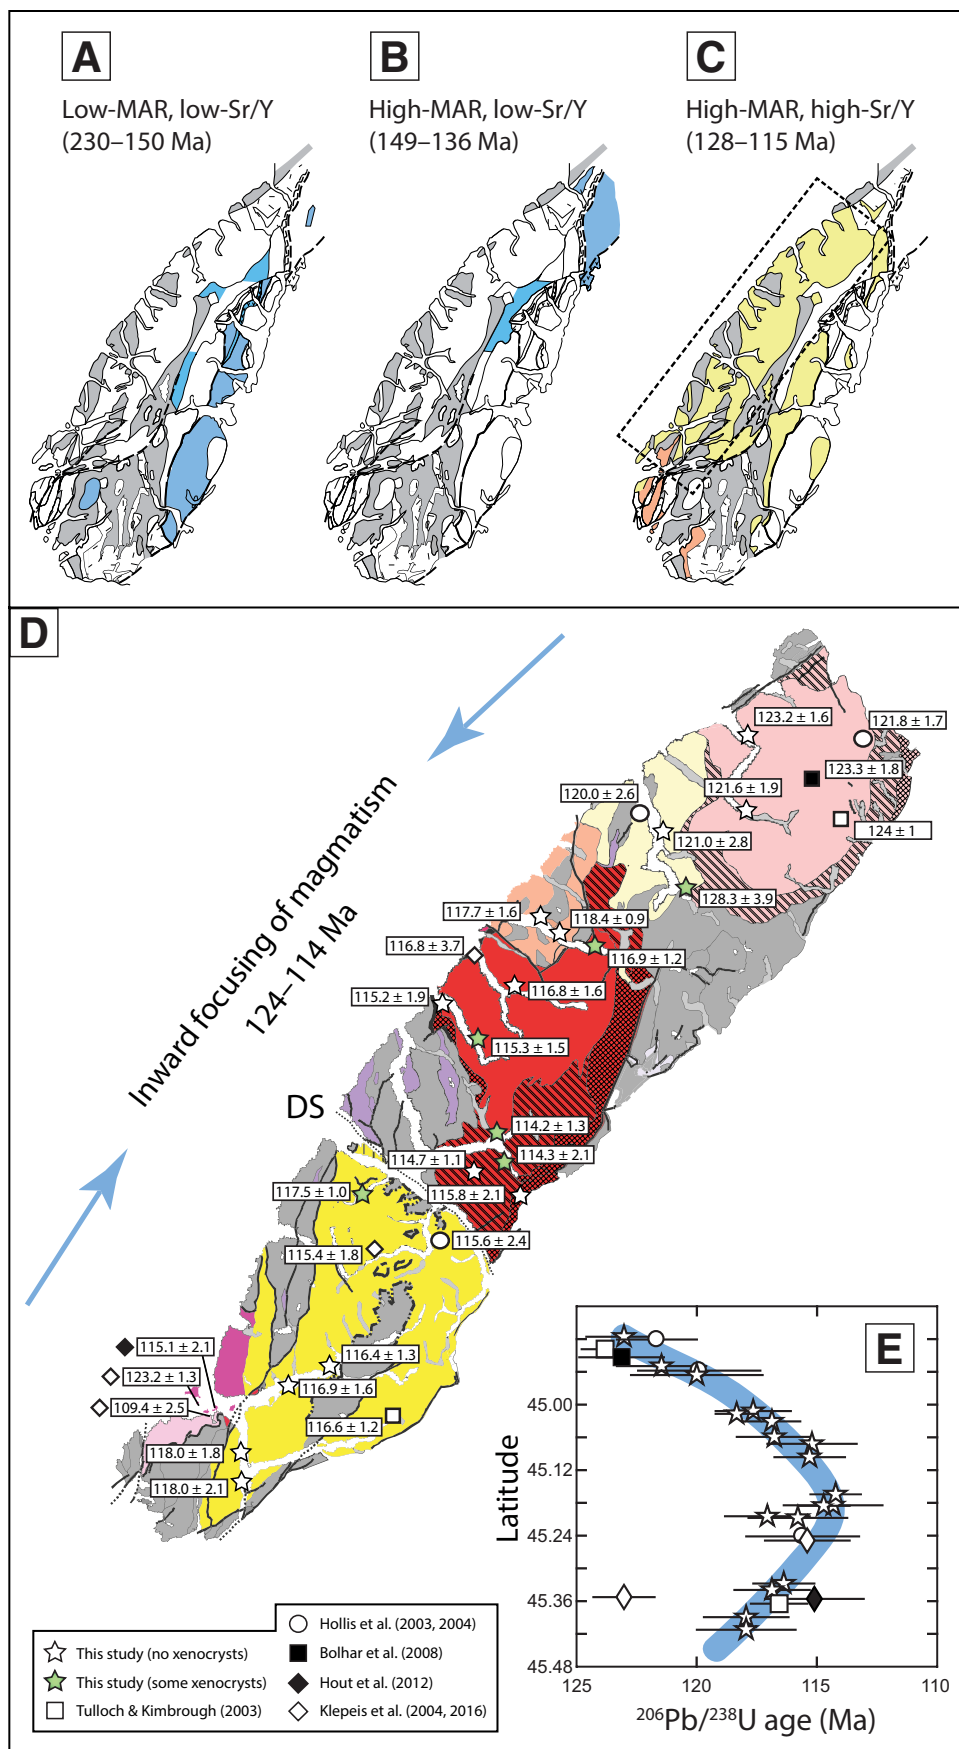 A
Low-MAR, low-Sr/Y
(230–150 Ma)
B
High-MAR, low-Sr/Y
(149–136 Ma)
C
High-MAR, high-Sr/Y
(128–115 Ma)
D
Inward focusing of magmatism
124–114 Ma
DS
123.2 ± 1.6
121.8 ± 1.7
123.3 ± 1.8
121.6 ± 1.9
124 ± 1
120.0 ± 2.6
121.0 ± 2.8
128.3 ± 3.9
117.7 ± 1.6
118.4 ± 0.9
116.8 ± 3.7
116.9 ± 1.2
116.8 ± 1.6
115.2 ± 1.9
115.3 ± 1.5
114.2 ± 1.3
114.7 ± 1.1
114.3 ± 2.1
117.5 ± 1.0
115.8 ± 2.1
115.4 ± 1.8
115.6 ± 2.4
115.1 ± 2.1
116.4 ± 1.3
123.2 ± 1.3
116.9 ± 1.6
109.4 ± 2.5
116.6 ± 1.2
118.0 ± 1.8
118.0 ± 2.1
E
Latitude
45.00
45.12
45.24
45.36
45.48
125
120
115
110
206Pb/238U age (Ma)
This study (no xenocrysts)
This study (some xenocrysts)
Tulloch & Kimbrough (2003)
Hollis et al. (2003, 2004)
Bolhar et al. (2008)
Hout et al. (2012)
Klepeis et al. (2004, 2016)